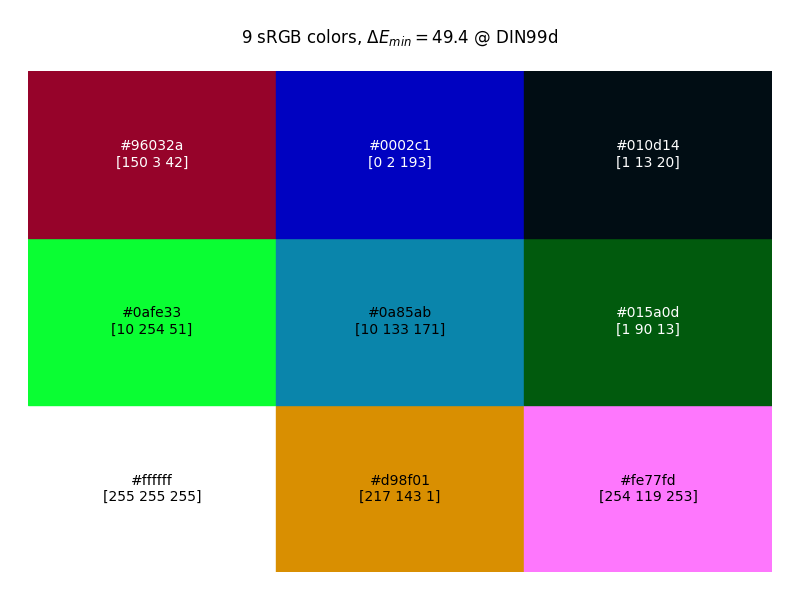 9 sRGB colors, ΔE_min = 49.4 @ DIN99d
#96032a
[150 3 42]
#0002c1
[0 2 193]
#010d14
[1 13 20]
#0afe33
[10 254 51]
#0a85ab
[10 133 171]
#015a0d
[1 90 13]
#ffffff
[255 255 255]
#d98f01
[217 143 1]
#fe77fd
[254 119 253]